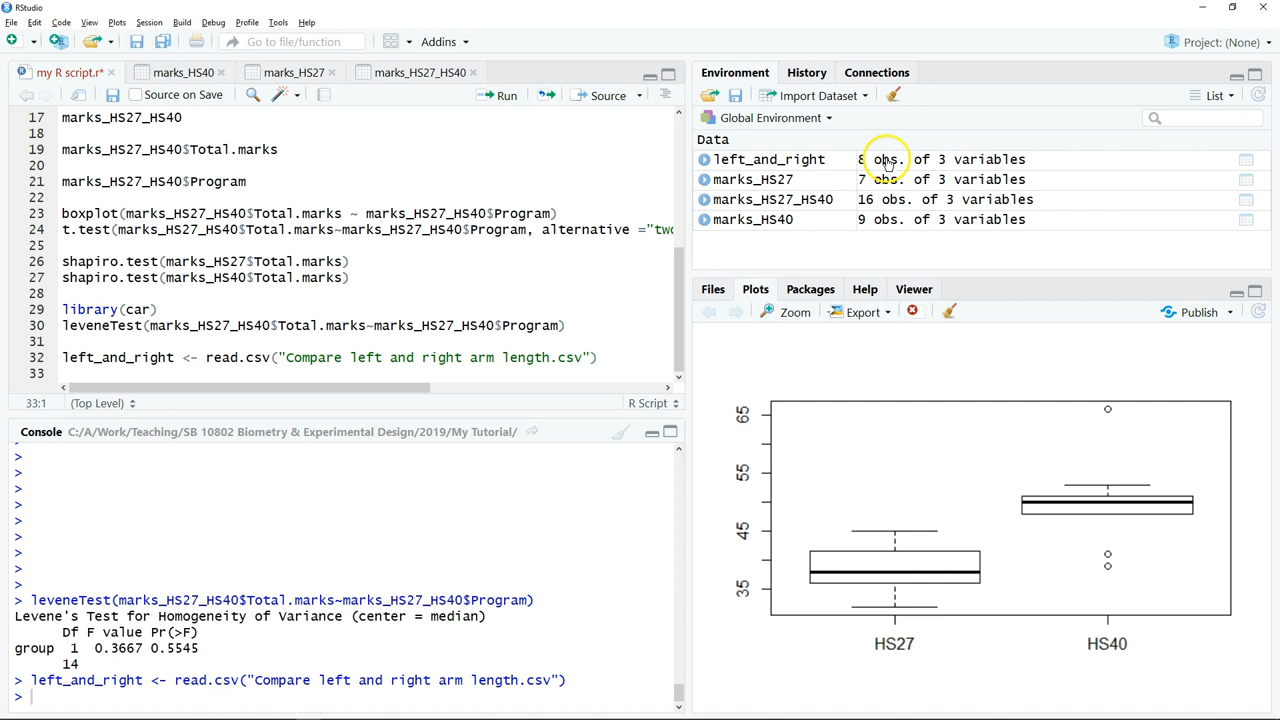 RStudio
File Edit Code View Plots Session Build Debug Profile Tools Help
Go to file/function Addins Project: (None)
my R script.r* marks_HS40 marks_HS27 marks_HS27_HS40
Source on Save Run Source
17 marks_HS27_HS40
18
19 marks_HS27_HS40$Total.marks
20
21 marks_HS27_HS40$Program
22
23 boxplot(marks_HS27_HS40$Total.marks ~ marks_HS27_HS40$Program)
24 t.test(marks_HS27_HS40$Total.marks~marks_HS27_HS40$Program, alternative ="two
25
26 shapiro.test(marks_HS27$Total.marks)
27 shapiro.test(marks_HS40$Total.marks)
28
29 library(car)
30 leveneTest(marks_HS27_HS40$Total.marks~marks_HS27_HS40$Program)
31
32 left_and_right <- read.csv("Compare left and right arm length.csv")
33
33:1 (Top Level) R Script
Console C:/A/Work/Teaching/SB 10802 Biometry & Experimental Design/2019/My Tutorial/
>
>
>
>
>
>
>
>
>
> leveneTest(marks_HS27_HS40$Total.marks~marks_HS27_HS40$Program)
Levene's Test for Homogeneity of Variance (center = median)
Df F value Pr(>F)
group 1 0.3667 0.5545
14
> left_and_right <- read.csv("Compare left and right arm length.csv")
>
Environment History Connections
Import Dataset List
Global Environment
Data
left_and_right 8 obs. of 3 variables
marks_HS27 7 obs. of 3 variables
marks_HS27_HS40 16 obs. of 3 variables
marks_HS40 9 obs. of 3 variables
Files Plots Packages Help Viewer
Zoom Export Publish
65
55
45
35
HS27 HS40